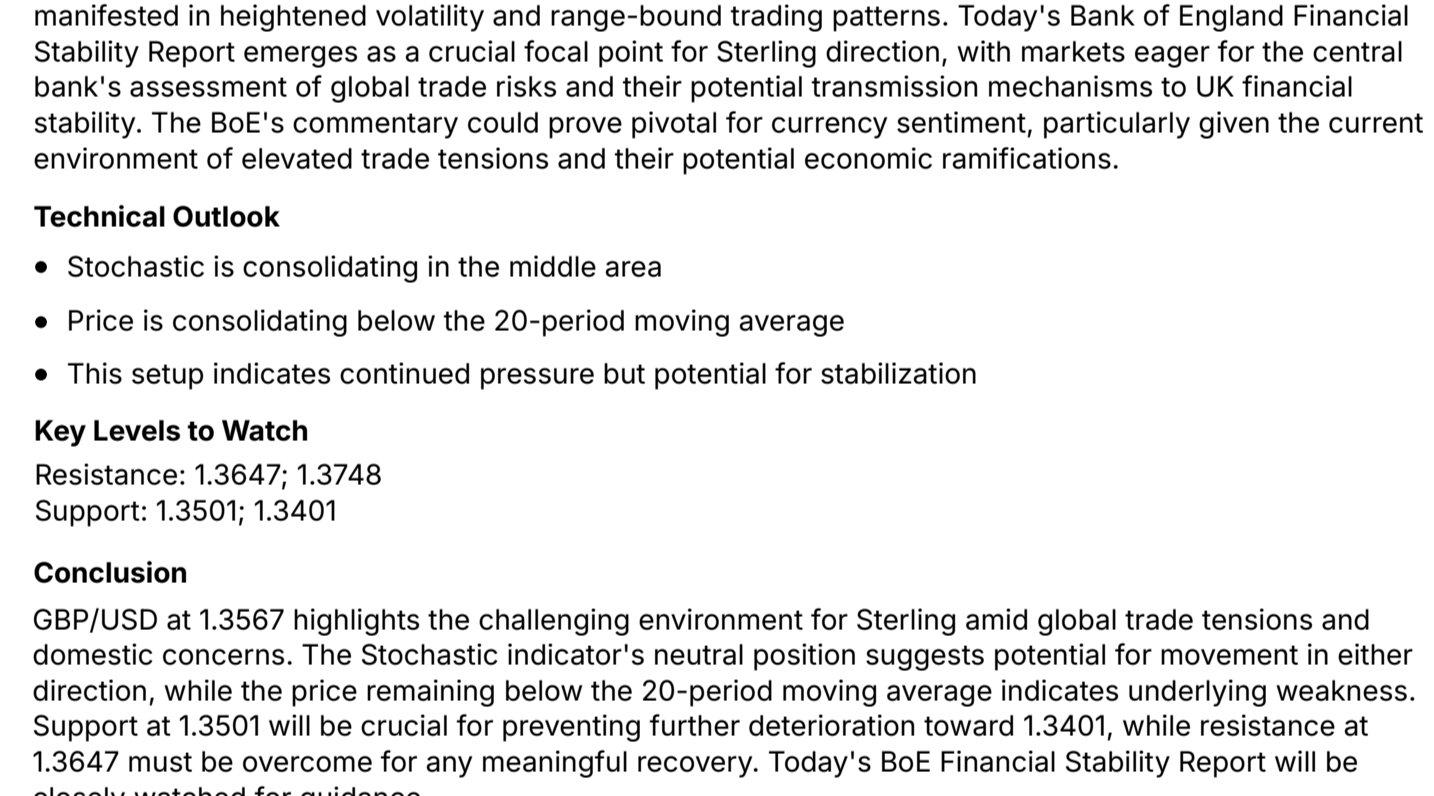 manifested in heightened volatility and range-bound trading patterns. Today's Bank of England Financial
Stability Report emerges as a crucial focal point for Sterling direction, with markets eager for the central
bank's assessment of global trade risks and their potential transmission mechanisms to UK financial
stability. The BoE's commentary could prove pivotal for currency sentiment, particularly given the current
environment of elevated trade tensions and their potential economic ramifications.
Technical Outlook
• Stochastic is consolidating in the middle area
• Price is consolidating below the 20-period moving average
• This setup indicates continued pressure but potential for stabilization
Key Levels to Watch
Resistance: 1.3647; 1.3748
Support: 1.3501; 1.3401
Conclusion
GBP/USD at 1.3567 highlights the challenging environment for Sterling amid global trade tensions and
domestic concerns. The Stochastic indicator's neutral position suggests potential for movement in either
direction, while the price remaining below the 20-period moving average indicates underlying weakness.
Support at 1.3501 will be crucial for preventing further deterioration toward 1.3401, while resistance at
1.3647 must be overcome for any meaningful recovery. Today's BoE Financial Stability Report will be
closely watched for guidance